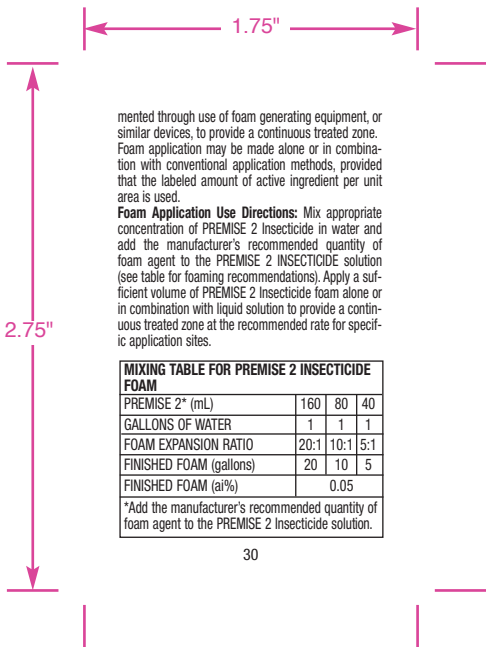 1.75"
mented through use of foam generating equipment, or
similar devices, to provide a continuous treated zone.
Foam application may be made alone or in combina-
tion with conventional application methods, provided
that the labeled amount of active ingredient per unit
area is used.
Foam Application Use Directions: Mix appropriate
concentration of PREMISE 2 Insecticide in water and
add the manufacturer's recommended quantity of
foam agent to the PREMISE 2 INSECTICIDE solution
(see table for foaming recommendations). Apply a suf-
ficient volume of PREMISE 2 Insecticide foam alone or
in combination with liquid solution to provide a contin-
uous treated zone at the recommended rate for specif-
ic application sites.
2.75"
MIXING TABLE FOR PREMISE 2 INSECTICIDE
FOAM
PREMISE 2* (mL) 160 80 40
GALLONS OF WATER 1 1 1
FOAM EXPANSION RATIO 20:1 10:1 5:1
FINISHED FOAM (gallons) 20 10 5
FINISHED FOAM (ai%) 0.05
*Add the manufacturer's recommended quantity of
foam agent to the PREMISE 2 Insecticide solution.
30